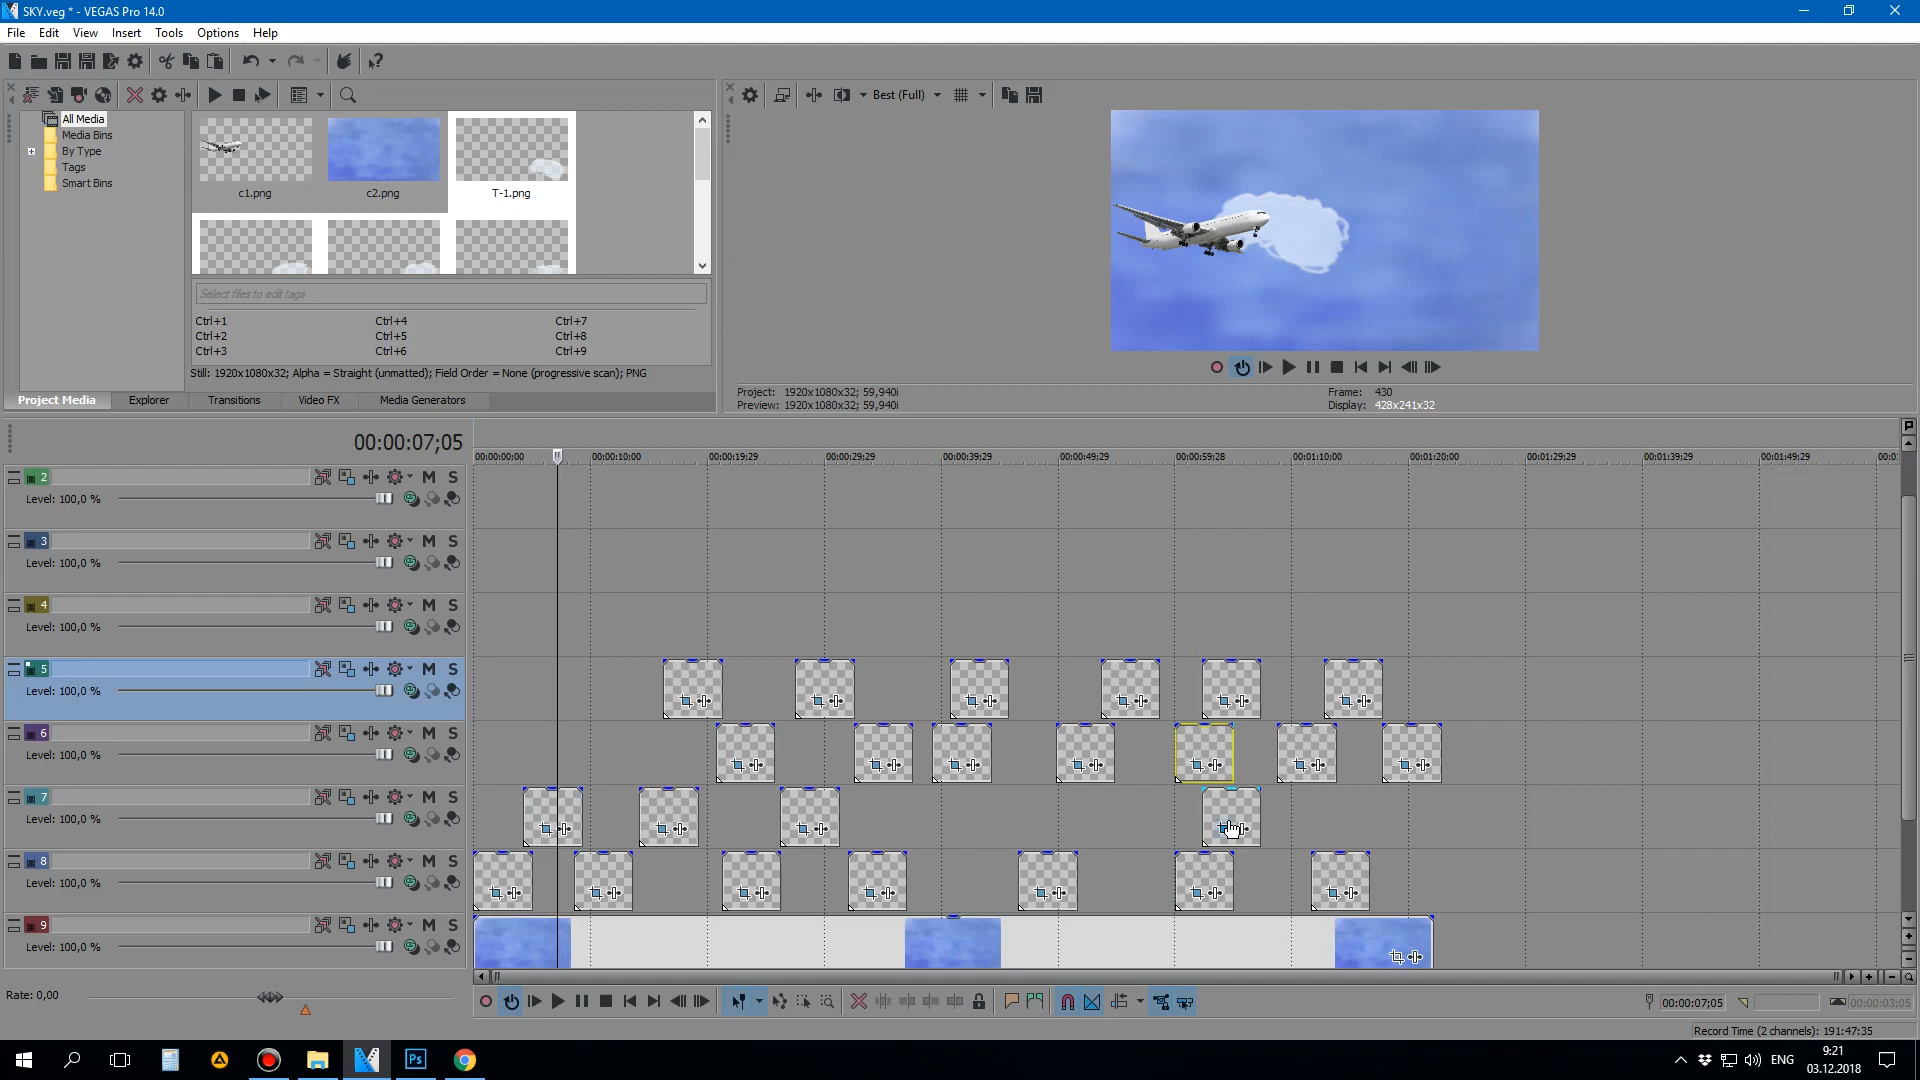 SKY.veg * - VEGAS Pro 14.0
File Edit View Insert Tools Options Help
Best (Full)
All Media
Media Bins
By Type
Tags
Smart Bins
c1.png c2.png T-1.png
Select files to edit tags
Ctrl+1 Ctrl+4 Ctrl+7
Ctrl+2 Ctrl+5 Ctrl+8
Ctrl+3 Ctrl+6 Ctrl+9
Still: 1920x1080x32; Alpha = Straight (unmatted); Field Order = None (progressive scan); PNG
Project Media Explorer Transitions Video FX Media Generators
Project: 1920x1080x32; 59,940i Frame: 430
Preview: 1920x1080x32; 59,940i Display: 428x241x32
00:00:07;05
00:00:00;00 00:00:10;00 00:00:19;29 00:00:29;29 00:00:39;29 00:00:49;29 00:00:59;28 00:01:10;00 00:01:20;00 00:01:29;29 00:01:39;29 00:01:49;29 00:0
2 M S
Level: 100,0 %
3 M S
Level: 100,0 %
4 M S
Level: 100,0 %
5 M S
Level: 100,0 %
6 M S
Level: 100,0 %
7 M S
Level: 100,0 %
8 M S
Level: 100,0 %
9 M S
Level: 100,0 %
Rate: 0,00
00:00:07;05 00:00:03;05
Record Time (2 channels): 191:47:35
Ps
ENG
9:21
03.12.2018